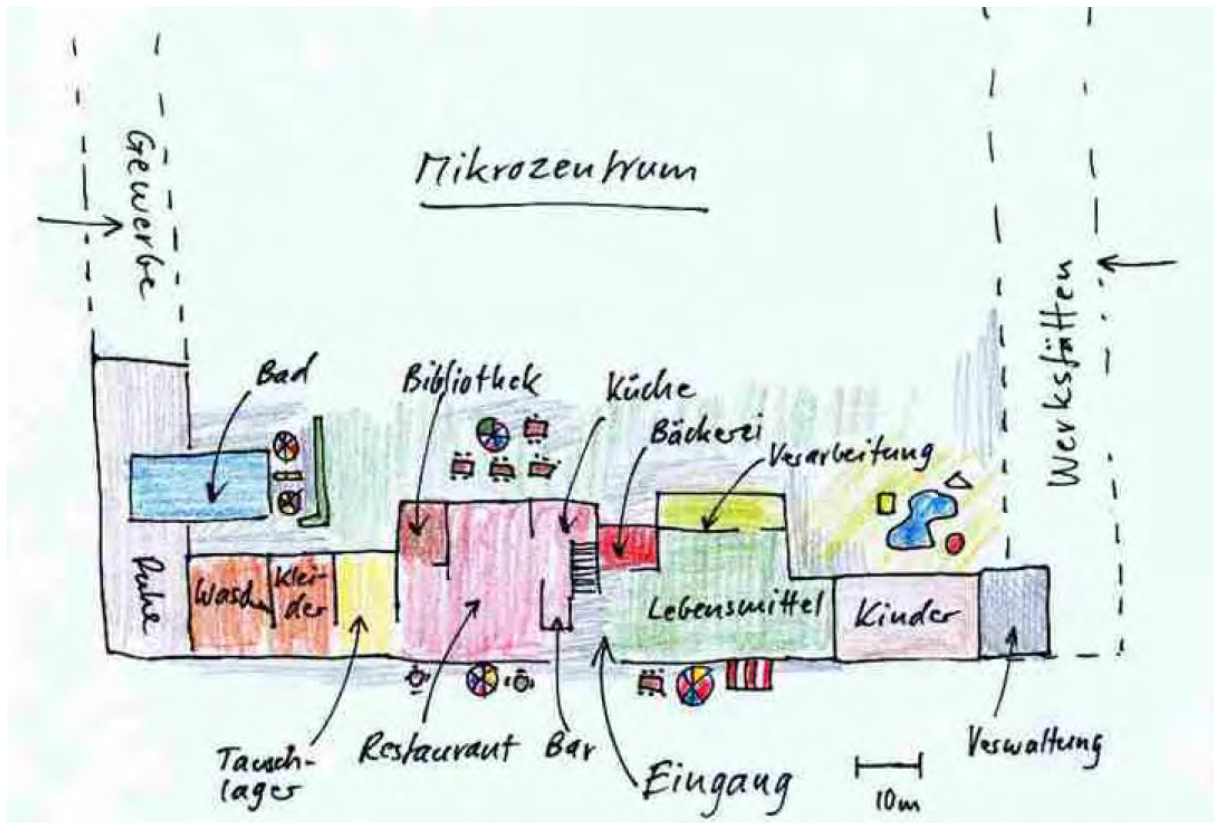 Mikrozentrum
Gewerbe
Werkstätten
Bad
Bibliothek
Küche
Bäckerei
Verarbeitung
Ruhe
Wasch
Klei-
der
Lebensmittel
Kinder
Tausch-
lager
Restaurant
Bar
Eingang
Verwaltung
10m